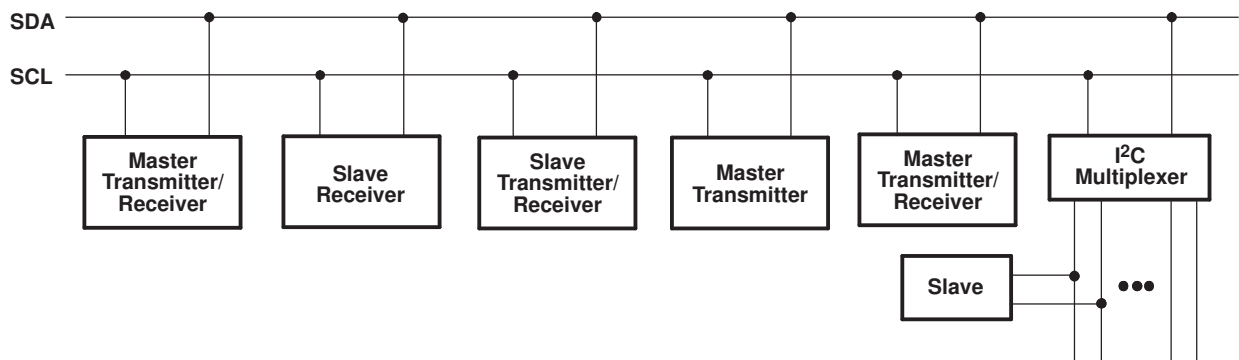 SDA
SCL
Master
Transmitter/
Receiver
Slave
Receiver
Slave
Transmitter/
Receiver
Master
Transmitter
Master
Transmitter/
Receiver
I²C
Multiplexer
Slave